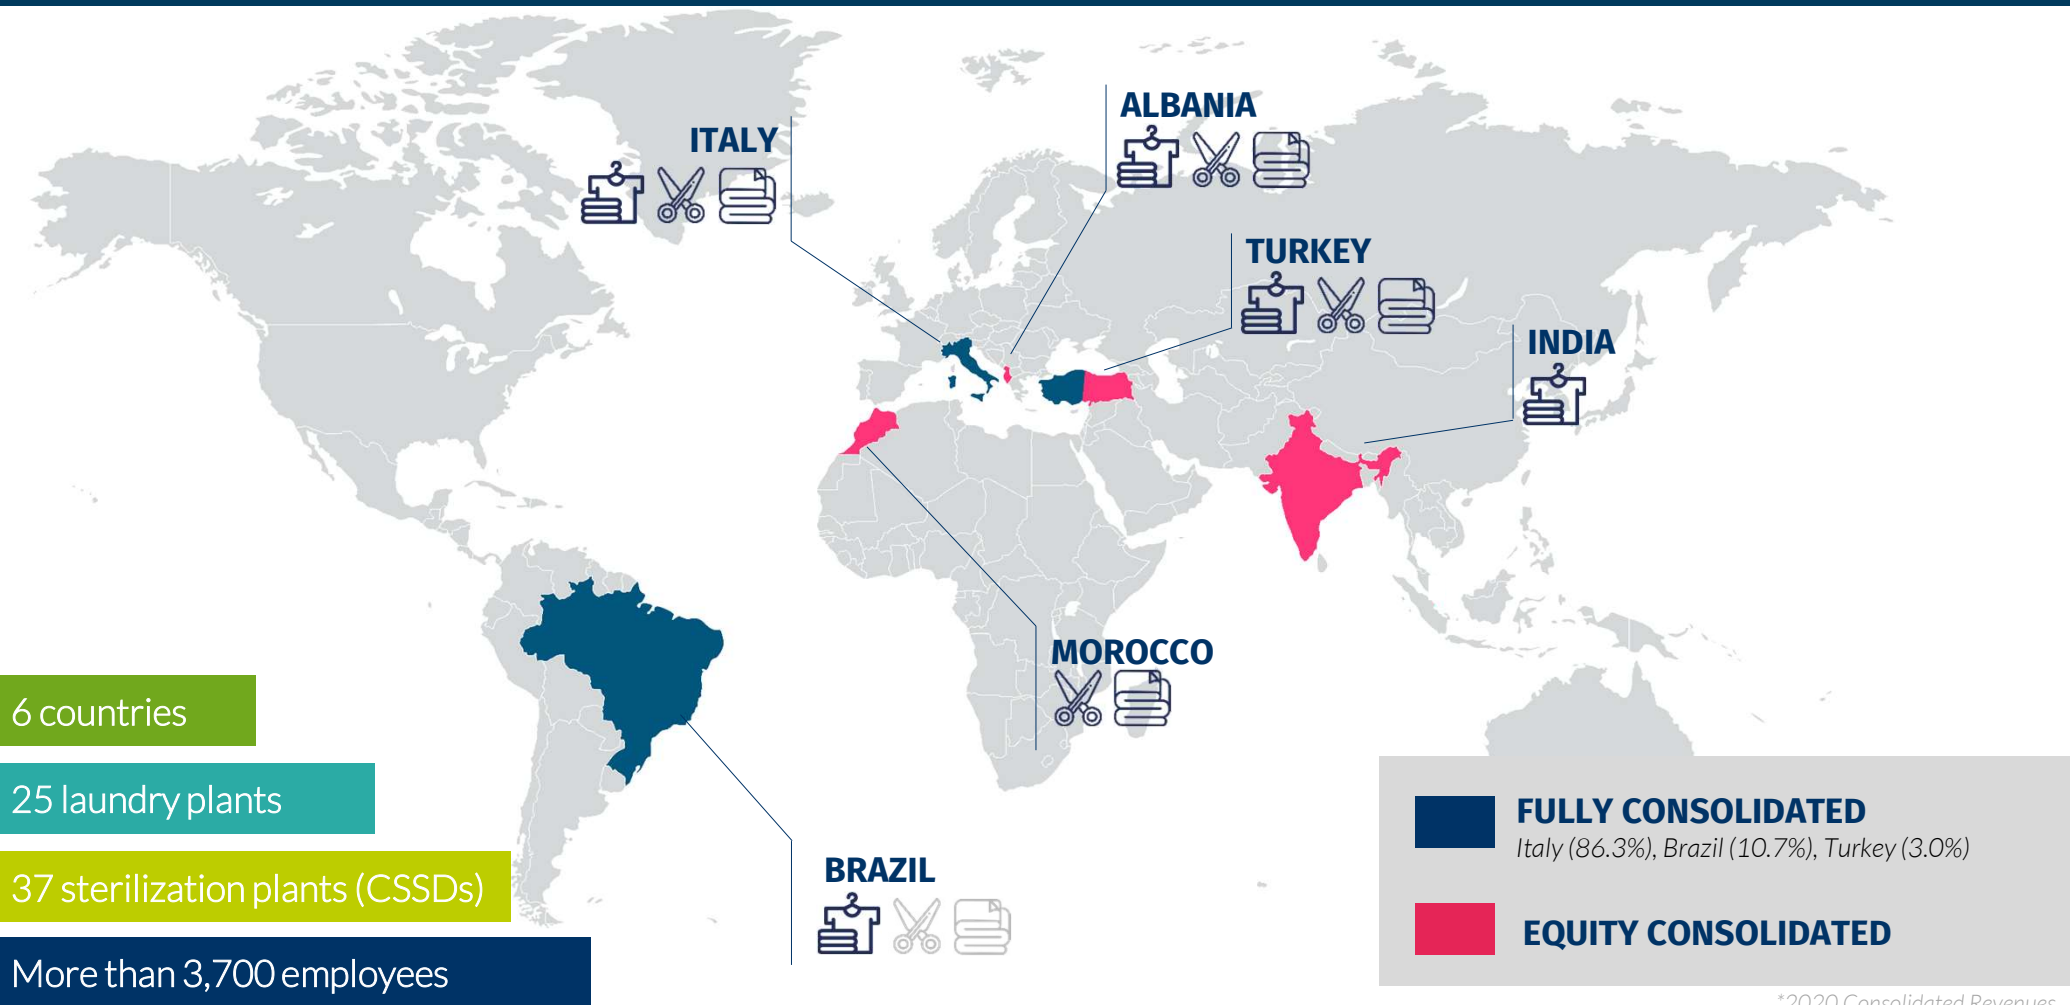 ITALY
ALBANIA
TURKEY
INDIA
MOROCCO
BRAZIL
6 countries
25 laundry plants
37 sterilization plants (CSSDs)
More than 3,700 employees
FULLY CONSOLIDATED
Italy (86.3%), Brazil (10.7%), Turkey (3.0%)
EQUITY CONSOLIDATED
*2020 Consolidated Revenues